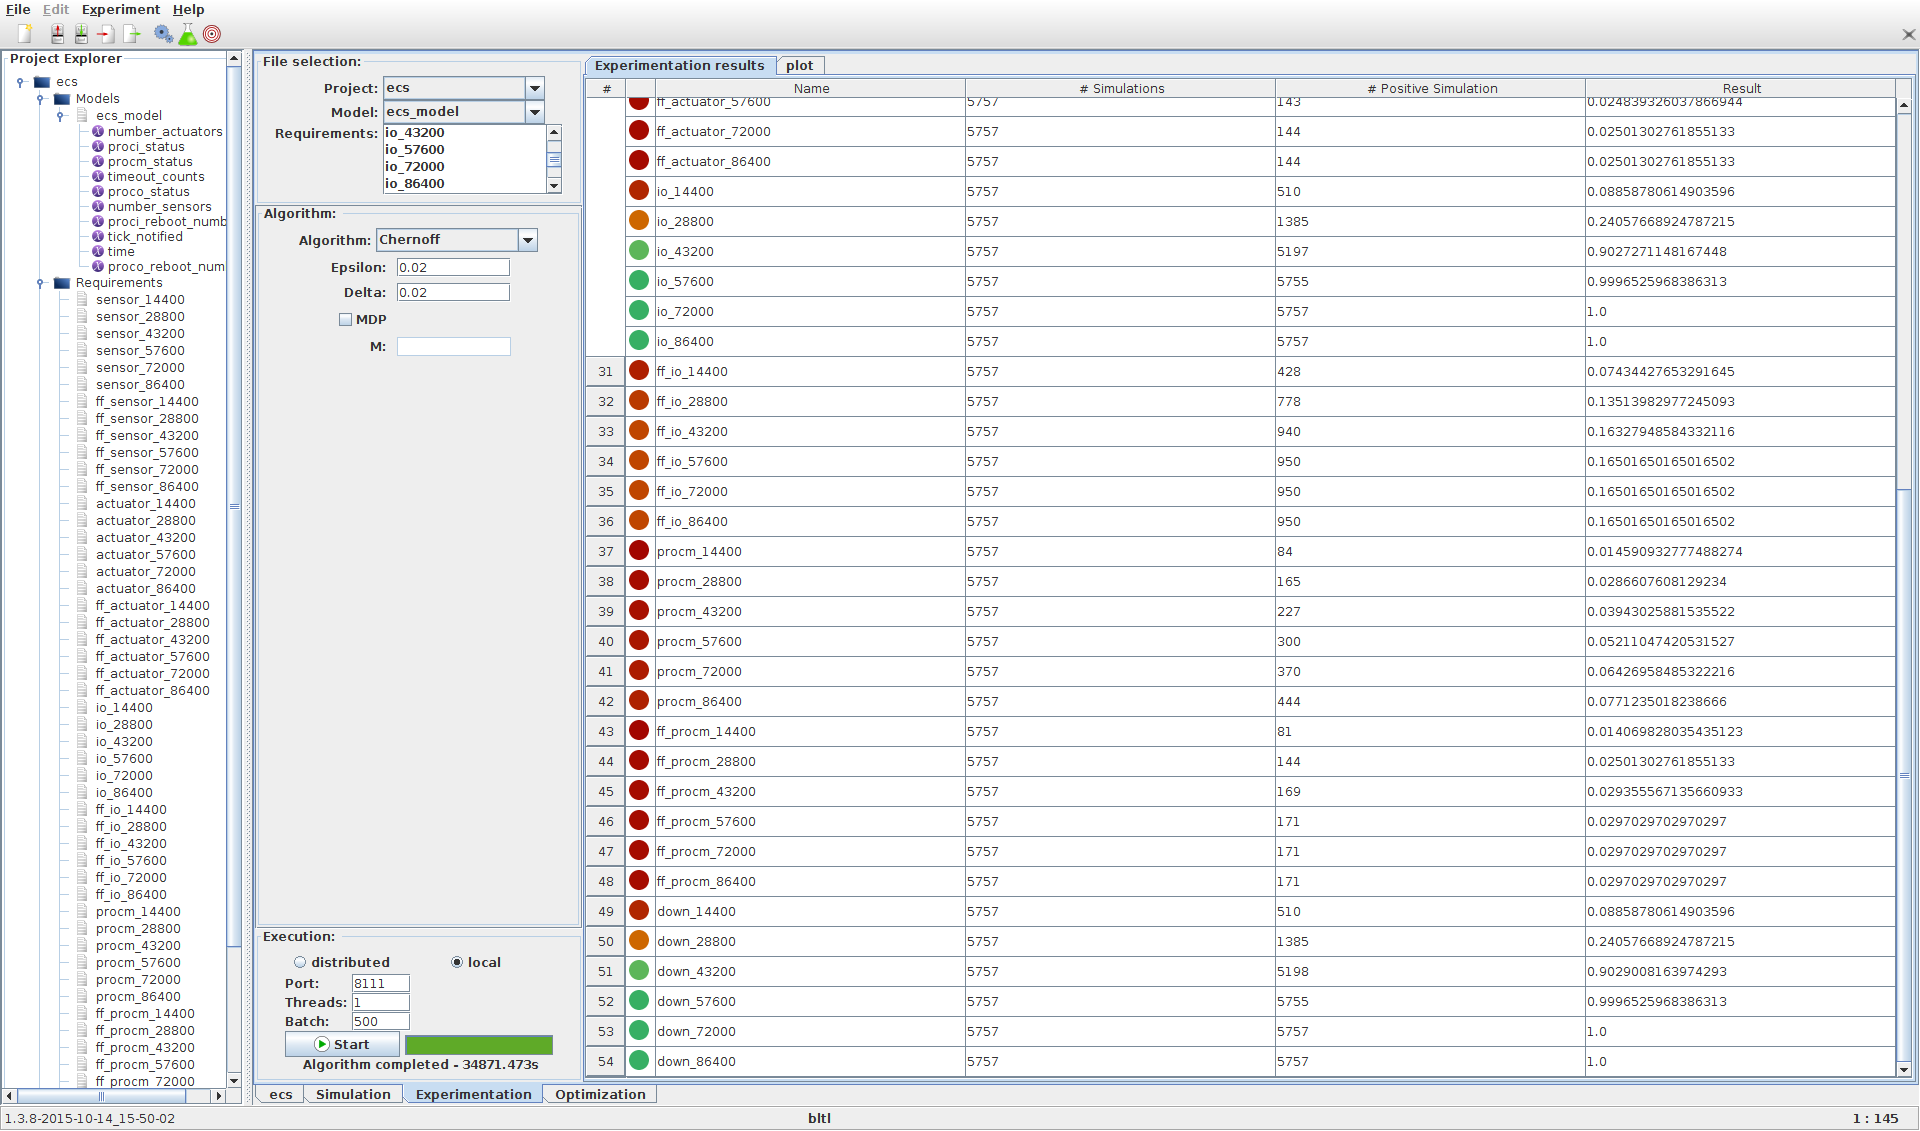 File Edit Experiment Help
Project Explorer
ecs
Models
ecs_model
number_actuators
proci_status
procm_status
timeout_counts
proco_status
number_sensors
proci_reboot_numb
tick_notified
time
proco_reboot_num
Requirements
sensor_14400
sensor_28800
sensor_43200
sensor_57600
sensor_72000
sensor_86400
ff_sensor_14400
ff_sensor_28800
ff_sensor_43200
ff_sensor_57600
ff_sensor_72000
ff_sensor_86400
actuator_14400
actuator_28800
actuator_43200
actuator_57600
actuator_72000
actuator_86400
ff_actuator_14400
ff_actuator_28800
ff_actuator_43200
ff_actuator_57600
ff_actuator_72000
ff_actuator_86400
io_14400
io_28800
io_43200
io_57600
io_72000
io_86400
ff_io_14400
ff_io_28800
ff_io_43200
ff_io_57600
ff_io_72000
ff_io_86400
procm_14400
procm_28800
procm_43200
procm_57600
procm_72000
procm_86400
ff_procm_14400
ff_procm_28800
ff_procm_43200
ff_procm_57600
ff_procm_72000
File selection:
Project: ecs
Model: ecs_model
Requirements: io_43200
io_57600
io_72000
io_86400
Algorithm:
Algorithm: Chernoff
Epsilon: 0.02
Delta: 0.02
MDP
M:
Execution:
distributed local
Port: 8111
Threads: 1
Batch: 500
Start
Algorithm completed - 34871.473s
Experimentation results plot
# Name # Simulations # Positive Simulation Result
ff_actuator_57600 5757 143 0.024839326037866944
ff_actuator_72000 5757 144 0.02501302761855133
ff_actuator_86400 5757 144 0.02501302761855133
io_14400 5757 510 0.08858780614903596
io_28800 5757 1385 0.24057668924787215
io_43200 5757 5197 0.9027271148167448
io_57600 5757 5755 0.9996525968386313
io_72000 5757 5757 1.0
io_86400 5757 5757 1.0
31 ff_io_14400 5757 428 0.07434427653291645
32 ff_io_28800 5757 778 0.13513982977245093
33 ff_io_43200 5757 940 0.16327948584332116
34 ff_io_57600 5757 950 0.16501650165016502
35 ff_io_72000 5757 950 0.16501650165016502
36 ff_io_86400 5757 950 0.16501650165016502
37 procm_14400 5757 84 0.014590932777488274
38 procm_28800 5757 165 0.0286607608129234
39 procm_43200 5757 227 0.03943025881535522
40 procm_57600 5757 300 0.05211047420531527
41 procm_72000 5757 370 0.06426958485322216
42 procm_86400 5757 444 0.0771235018238666
43 ff_procm_14400 5757 81 0.014069828035435123
44 ff_procm_28800 5757 144 0.02501302761855133
45 ff_procm_43200 5757 169 0.029355567135660933
46 ff_procm_57600 5757 171 0.0297029702970297
47 ff_procm_72000 5757 171 0.0297029702970297
48 ff_procm_86400 5757 171 0.0297029702970297
49 down_14400 5757 510 0.08858780614903596
50 down_28800 5757 1385 0.24057668924787215
51 down_43200 5757 5198 0.9029008163974293
52 down_57600 5757 5755 0.9996525968386313
53 down_72000 5757 5757 1.0
54 down_86400 5757 5757 1.0
ecs Simulation Experimentation Optimization
1.3.8-2015-10-14_15-50-02 bltl 1 : 145